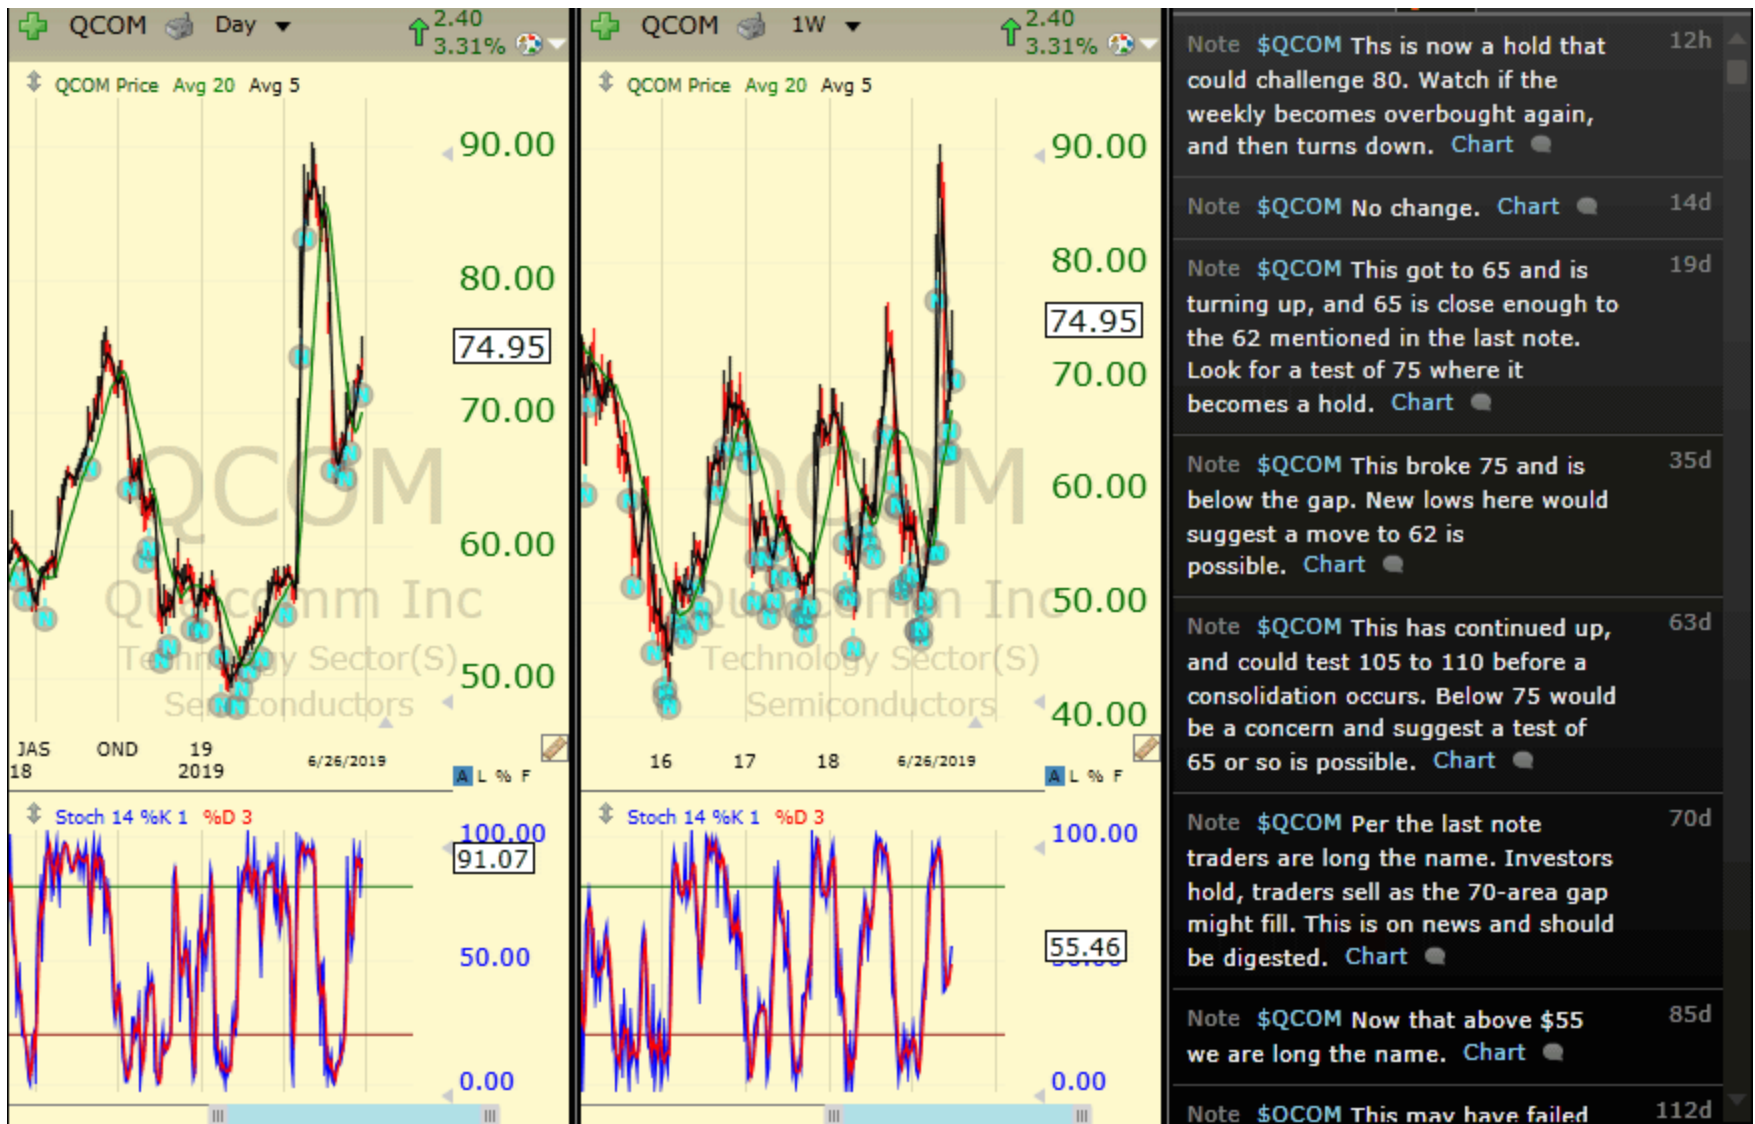 QCOM Day 2.40
3.31%
QCOM Price Avg 20 Avg 5
90.00
80.00
74.95
70.00
60.00
50.00
QCOM
Qualcomm Inc
Technology Sector(S)
Semiconductors
JAS OND 19
18 2019 6/26/2019
A L % F
Stoch 14 %K 1 %D 3
100.00
91.07
50.00
0.00
QCOM 1W 2.40
3.31%
QCOM Price Avg 20 Avg 5
90.00
80.00
74.95
70.00
60.00
50.00
40.00
QCOM
Qualcomm Inc
Technology Sector(S)
Semiconductors
16 17 18 6/26/2019
A L % F
Stoch 14 %K 1 %D 3
100.00
55.46
0.00
Note $QCOM Ths is now a hold that 12h
could challenge 80. Watch if the
weekly becomes overbought again,
and then turns down. Chart
Note $QCOM No change. Chart 14d
Note $QCOM This got to 65 and is 19d
turning up, and 65 is close enough to
the 62 mentioned in the last note.
Look for a test of 75 where it
becomes a hold. Chart
Note $QCOM This broke 75 and is 35d
below the gap. New lows here would
suggest a move to 62 is
possible. Chart
Note $QCOM This has continued up, 63d
and could test 105 to 110 before a
consolidation occurs. Below 75 would
be a concern and suggest a test of
65 or so is possible. Chart
Note $QCOM Per the last note 70d
traders are long the name. Investors
hold, traders sell as the 70-area gap
might fill. This is on news and should
be digested. Chart
Note $QCOM Now that above $55 85d
we are long the name. Chart
Note $QCOM This may have failed 112d